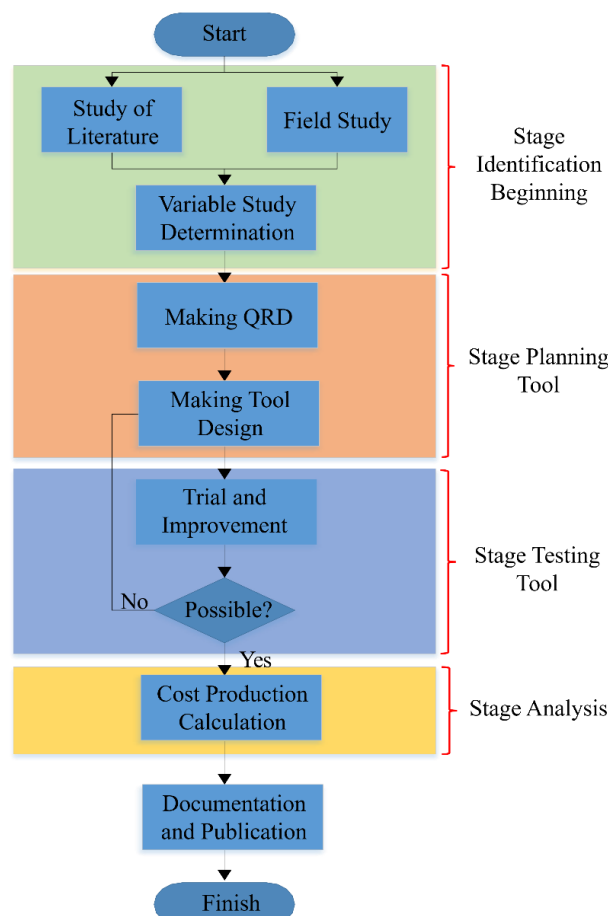 Start
Study of
Literature
Field Study
Variable Study
Determination
Stage
Identification
Beginning
Making QRD
Making Tool
Design
Stage Planning
Tool
Trial and
Improvement
Possible?
No
Yes
Stage Testing
Tool
Cost Production
Calculation
Stage Analysis
Documentation
and Publication
Finish